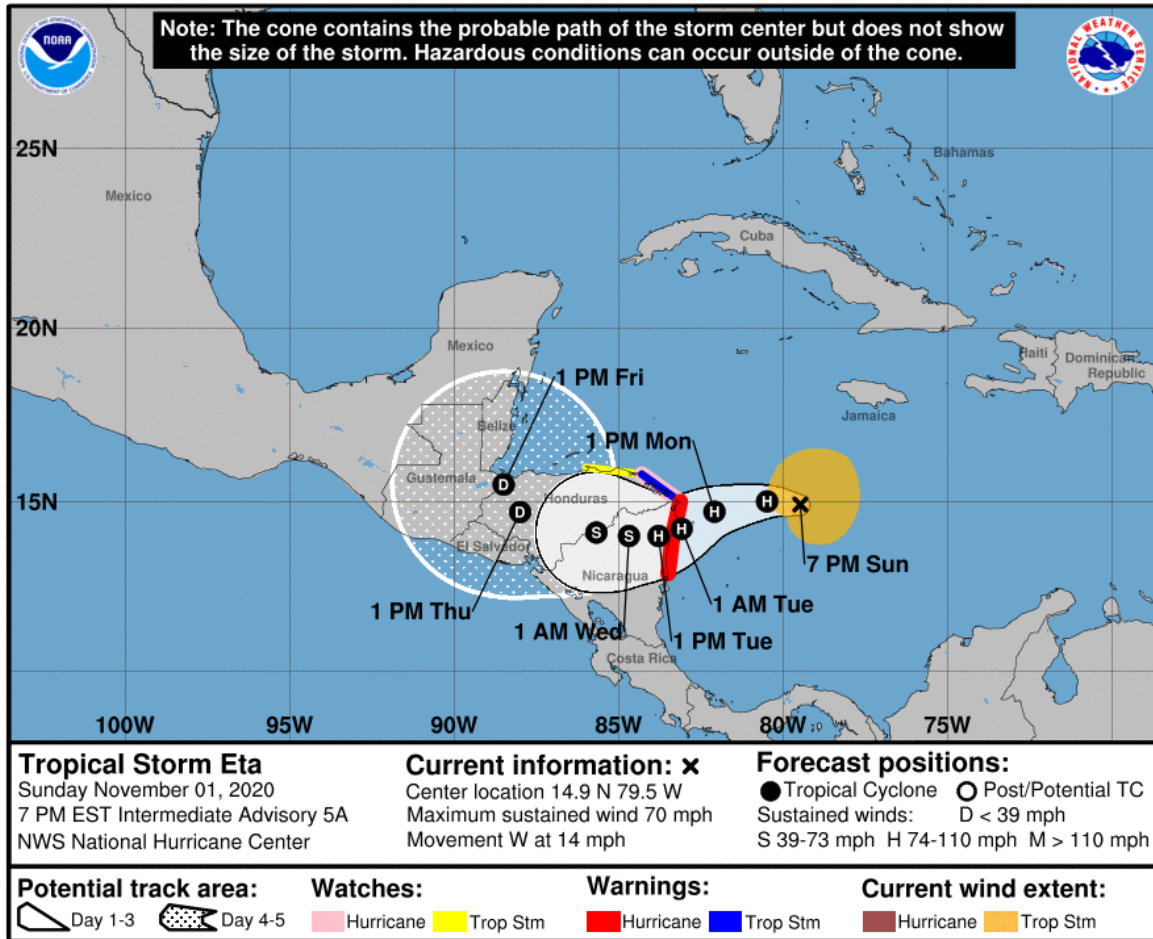 Note: The cone contains the probable path of the storm center but does not show
the size of the storm. Hazardous conditions can occur outside of the cone.
NOAA
NATIONAL WEATHER SERVICE
25N
Mexico
Bahamas
Cuba
20N
Mexico
Haiti
Dominican
Republic
1 PM Fri
Jamaica
Belize
1 PM Mon
Guatemala
D
15N
D
Honduras
H
H
H
H
S
S
El Salvador
Nicaragua
7 PM Sun
1 PM Thu
1 AM Tue
1 AM Wed
1 PM Tue
Costa Rica
100W
95W
90W
85W
80W
75W
Tropical Storm Eta
Sunday November 01, 2020
7 PM EST Intermediate Advisory 5A
NWS National Hurricane Center
Current information: ×
Center location 14.9 N 79.5 W
Maximum sustained wind 70 mph
Movement W at 14 mph
Forecast positions:
Tropical Cyclone Post/Potential TC
Sustained winds: D < 39 mph
S 39-73 mph H 74-110 mph M > 110 mph
Potential track area:
Day 1-3 Day 4-5
Watches:
Hurricane Trop Stm
Warnings:
Hurricane Trop Stm
Current wind extent:
Hurricane Trop Stm